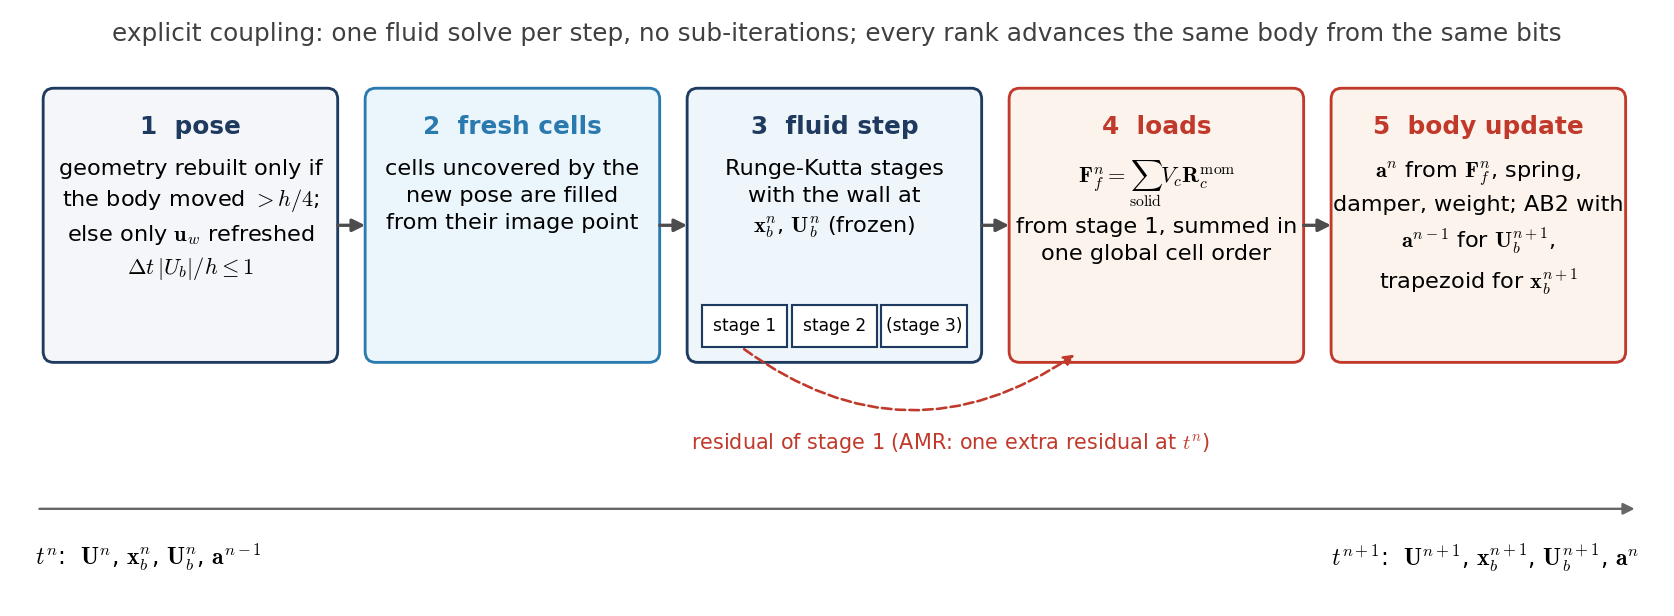 explicit coupling: one fluid solve per step, no sub-iterations; every rank advances the same body from the same bits
1 pose
geometry rebuilt only if
the body moved > h/4;
else only u_w refreshed
Δt |U_b|/h ≤ 1
2 fresh cells
cells uncovered by the
new pose are filled
from their image point
3 fluid step
Runge-Kutta stages
with the wall at
x_b^n, U_b^n (frozen)
stage 1
stage 2
(stage 3)
4 loads
F_f^n = ∑_solid V_c R_c^mom
from stage 1, summed in
one global cell order
5 body update
a^n from F_f^n, spring,
damper, weight; AB2 with
a^{n−1} for U_b^{n+1},
trapezoid for x_b^{n+1}
residual of stage 1 (AMR: one extra residual at t^n)
t^n: U^n, x_b^n, U_b^n, a^{n−1}
t^{n+1}: U^{n+1}, x_b^{n+1}, U_b^{n+1}, a^n